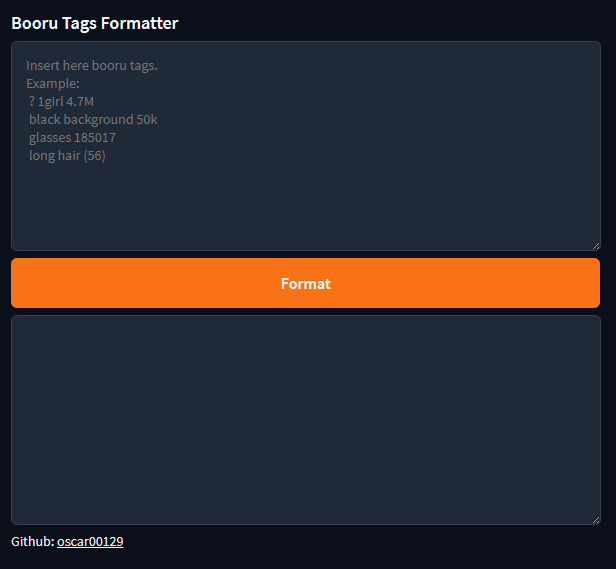 Booru Tags Formatter
Insert here booru tags.
Example:
? 1girl 4.7M
black background 50k
glasses 185017
long hair (56)
Format
Github: oscar00129